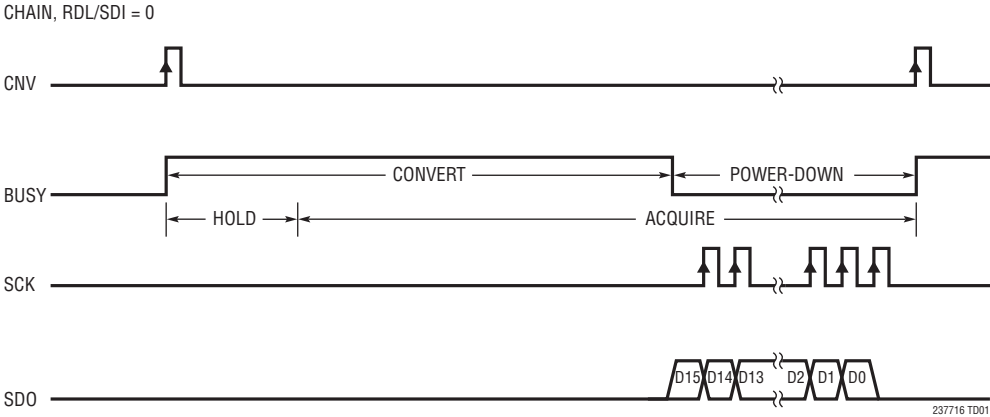 CHAIN, RDL/SDI = 0
CNV
BUSY
CONVERT
POWER-DOWN
HOLD
ACQUIRE
SCK
SDO
D15 D14 D13 D2 D1 D0
237716 TD01